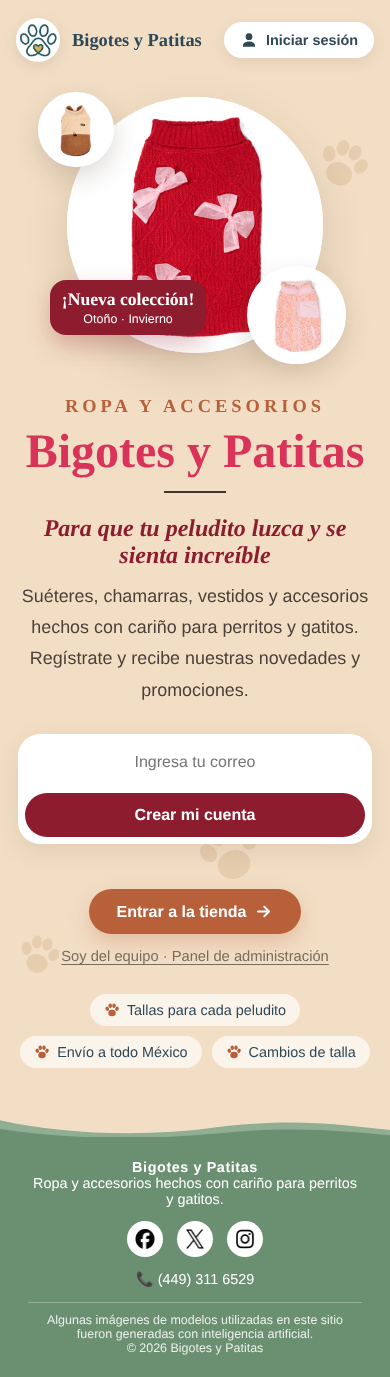 Bigotes y Patitas
Iniciar sesión
¡Nueva colección!
Otoño · Invierno
ROPA Y ACCESORIOS
Bigotes y Patitas
Para que tu peludito luzca y se
sienta increíble
Suéteres, chamarras, vestidos y accesorios
hechos con cariño para perritos y gatitos.
Regístrate y recibe nuestras novedades y
promociones.
Ingresa tu correo
Crear mi cuenta
Entrar a la tienda
Soy del equipo · Panel de administración
Tallas para cada peludito
Envío a todo México
Cambios de talla
Bigotes y Patitas
Ropa y accesorios hechos con cariño para perritos
y gatitos.
(449) 311 6529
Algunas imágenes de modelos utilizadas en este sitio
fueron generadas con inteligencia artificial.
© 2026 Bigotes y Patitas